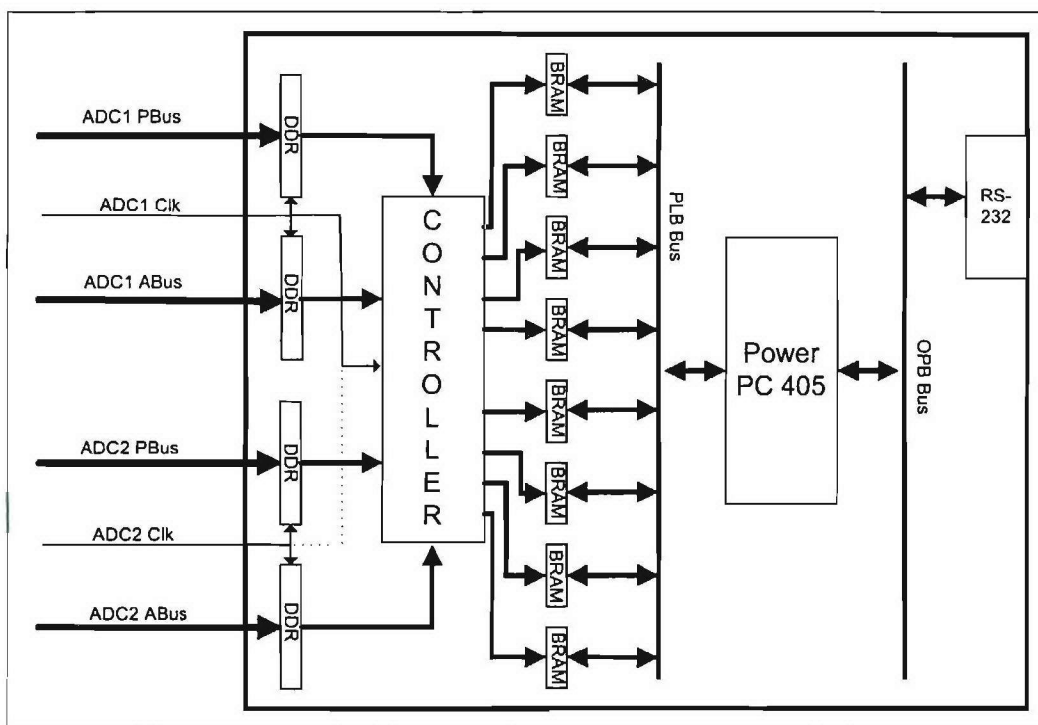 ADC1 PBus
ADC1 Clk
ADC1 ABus
ADC2 PBus
ADC2 Clk
ADC2 ABus
DDR
DDR
DDR
DDR
CONTROLLER
BRAM
BRAM
BRAM
BRAM
BRAM
BRAM
BRAM
BRAM
PLB Bus
Power
PC 405
OPB Bus
RS-
232